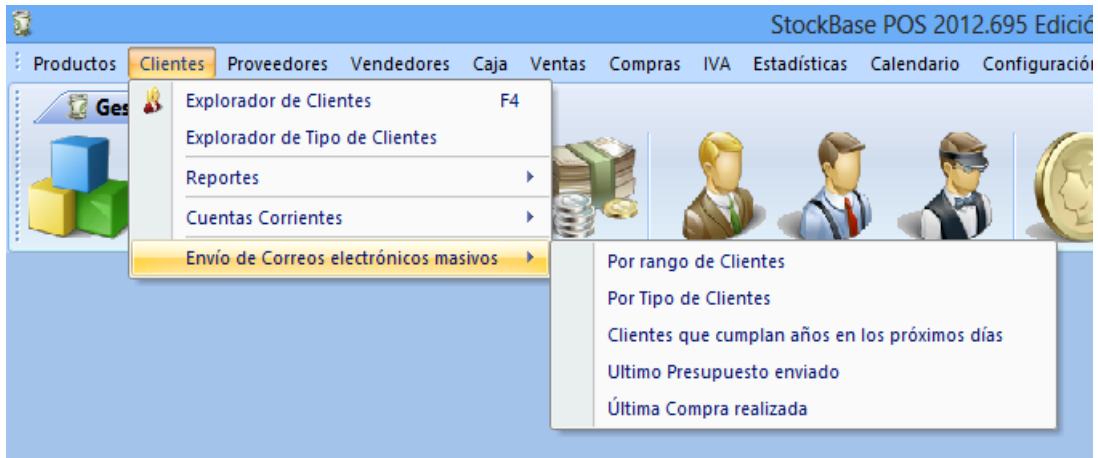 StockBase POS 2012.695 Edició
Productos Clientes Proveedores Vendedores Caja Ventas Compras IVA Estadísticas Calendario Configuración
Ges
Explorador de Clientes F4
Explorador de Tipo de Clientes
Reportes
Cuentas Corrientes
Envío de Correos electrónicos masivos
Por rango de Clientes
Por Tipo de Clientes
Clientes que cumplan años en los próximos días
Ultimo Presupuesto enviado
Última Compra realizada